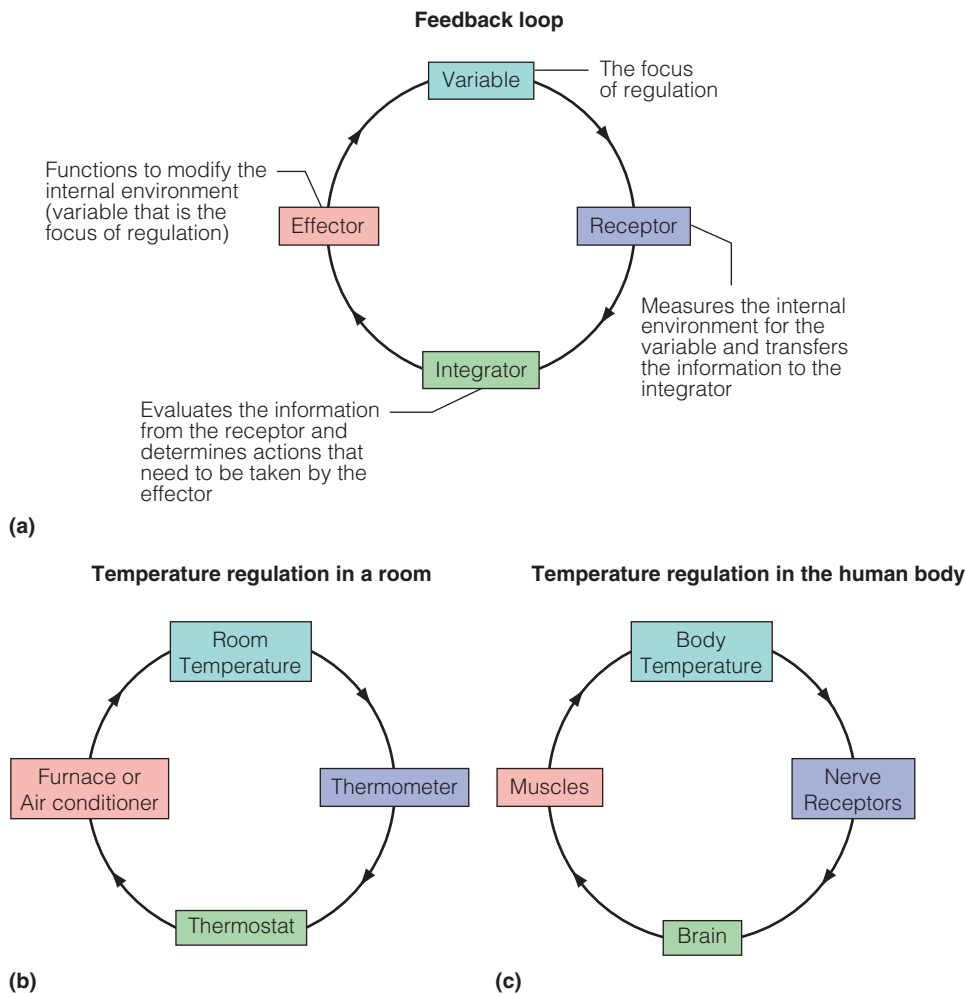 Feedback loop
Variable
The focus
of regulation
Functions to modify the
internal environment
(variable that is the
focus of regulation)
Effector
Receptor
Measures the internal
environment for the
variable and transfers
the information to the
integrator
Integrator
Evaluates the information
from the receptor and
determines actions that
need to be taken by the
effector
(a)
Temperature regulation in a room
Room
Temperature
Furnace or
Air conditioner
Thermometer
Thermostat
(b)
Temperature regulation in the human body
Body
Temperature
Muscles
Nerve
Receptors
Brain
(c)